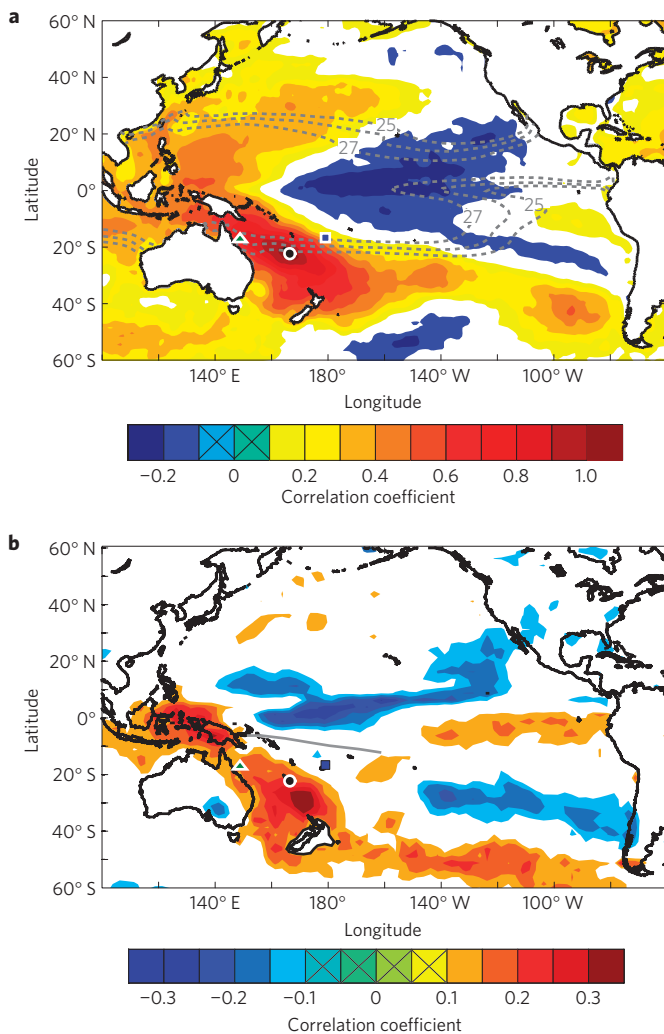 a
60° N
40° N
20° N
0°
20° S
40° S
60° S
Latitude
25
27
27
25
140° E 180° 140° W 100° W
Longitude
−0.2 0 0.2 0.4 0.6 0.8 1.0
Correlation coefficient
b
60° N
40° N
20° N
0°
20° S
40° S
60° S
Latitude
140° E 180° 140° W 100° W
Longitude
−0.3 −0.2 −0.1 0 0.1 0.2 0.3
Correlation coefficient